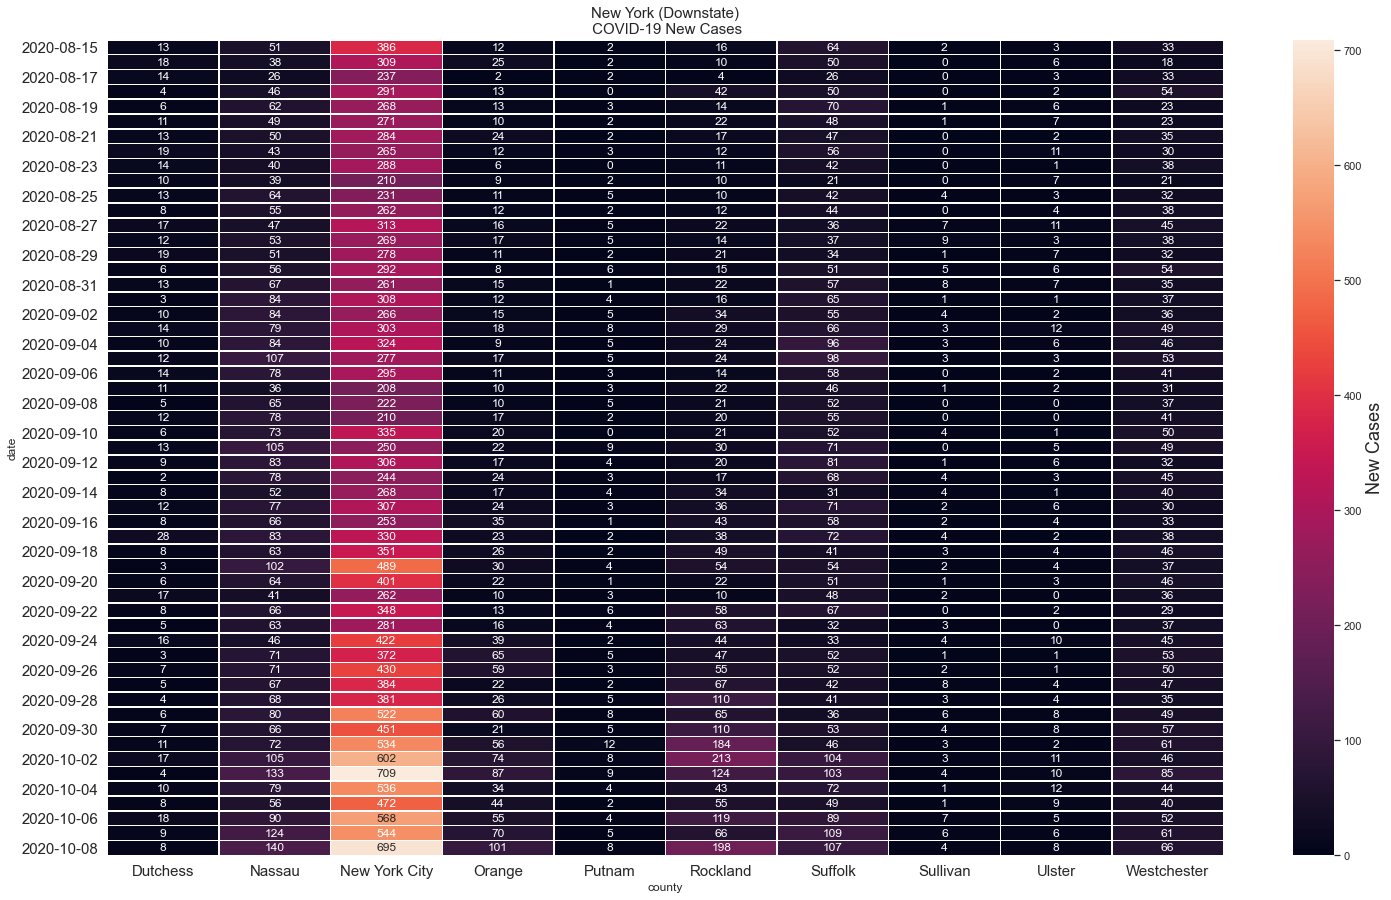 New York (Downstate)
COVID-19 New Cases
2020-08-15 13 51 386 12 2 16 64 2 3 33
18 38 309 25 2 10 50 0 6 18
2020-08-17 14 26 237 2 2 4 26 0 3 33
4 46 291 13 0 42 50 0 2 54
2020-08-19 6 62 268 13 3 14 70 1 6 23
11 49 271 10 2 22 48 1 7 23
2020-08-21 13 50 284 24 2 17 47 0 2 35
19 43 265 12 3 12 56 0 11 30
2020-08-23 14 40 288 6 0 11 42 0 1 38
10 39 210 9 2 10 21 0 7 21
2020-08-25 13 64 231 11 5 10 42 4 3 32
8 55 262 12 2 12 44 0 4 38
2020-08-27 17 47 313 16 5 22 36 7 11 45
12 53 269 17 5 14 37 9 3 38
2020-08-29 19 51 278 11 2 21 34 1 7 32
6 56 292 8 6 15 51 5 6 54
2020-08-31 13 67 261 15 1 22 57 8 7 35
3 84 308 12 4 16 65 1 1 37
2020-09-02 10 84 266 15 5 34 55 4 2 36
14 79 303 18 8 29 66 3 12 49
2020-09-04 10 84 324 9 5 24 96 3 6 46
12 107 277 17 5 24 98 3 3 53
2020-09-06 14 78 295 11 3 14 58 0 2 41
11 36 208 10 3 22 46 1 2 31
2020-09-08 5 65 222 10 5 21 52 0 0 37
12 78 210 17 2 20 55 0 0 41
2020-09-10 6 73 335 20 0 21 52 4 1 50
13 105 250 22 9 30 71 0 5 49
2020-09-12 9 83 306 17 4 20 81 1 6 32
2 78 244 24 3 17 68 4 3 45
2020-09-14 8 52 268 17 4 34 31 4 1 40
12 77 307 24 3 36 71 2 6 30
2020-09-16 8 66 253 35 1 43 58 2 4 33
28 83 330 23 2 38 72 4 2 38
2020-09-18 8 63 351 26 2 49 41 3 4 46
3 102 489 30 4 54 54 2 4 37
2020-09-20 6 64 401 22 1 22 51 1 3 46
17 41 262 10 3 10 48 2 0 36
2020-09-22 8 66 348 13 6 58 67 0 2 29
5 63 281 16 4 63 32 3 0 37
2020-09-24 16 46 422 39 2 44 33 4 10 45
3 71 372 65 5 47 52 1 1 53
2020-09-26 7 71 430 59 3 55 52 2 1 50
5 67 384 22 2 67 42 8 4 47
2020-09-28 4 68 381 26 5 110 41 3 4 35
6 80 522 60 8 65 36 6 8 49
2020-09-30 7 66 451 21 5 110 53 4 8 57
11 72 534 56 12 184 46 3 2 61
2020-10-02 17 105 602 74 8 213 104 3 11 46
4 133 709 87 9 124 103 4 10 85
2020-10-04 10 79 536 34 4 43 72 1 12 44
8 56 472 44 2 55 49 1 9 40
2020-10-06 18 90 568 55 4 119 89 7 5 52
9 124 544 70 5 66 109 6 6 61
2020-10-08 8 140 695 101 8 198 107 4 8 66
Dutchess Nassau New York City Orange Putnam Rockland Suffolk Sullivan Ulster Westchester
county
date
700
600
500
400
300
200
100
0
New Cases